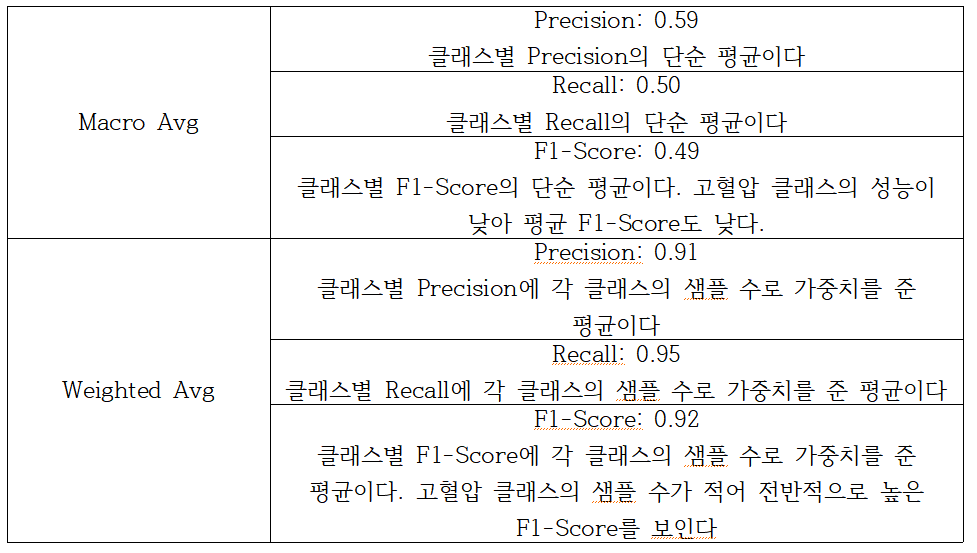 Macro Avg
Precision: 0.59
클래스별 Precision의 단순 평균이다
Recall: 0.50
클래스별 Recall의 단순 평균이다
F1-Score: 0.49
클래스별 F1-Score의 단순 평균이다. 고혈압 클래스의 성능이
낮아 평균 F1-Score도 낮다.
Weighted Avg
Precision: 0.91
클래스별 Precision에 각 클래스의 샘플 수로 가중치를 준
평균이다
Recall: 0.95
클래스별 Recall에 각 클래스의 샘플 수로 가중치를 준 평균이다
F1-Score: 0.92
클래스별 F1-Score에 각 클래스의 샘플 수로 가중치를 준
평균이다. 고혈압 클래스의 샘플 수가 적어 전반적으로 높은
F1-Score를 보인다